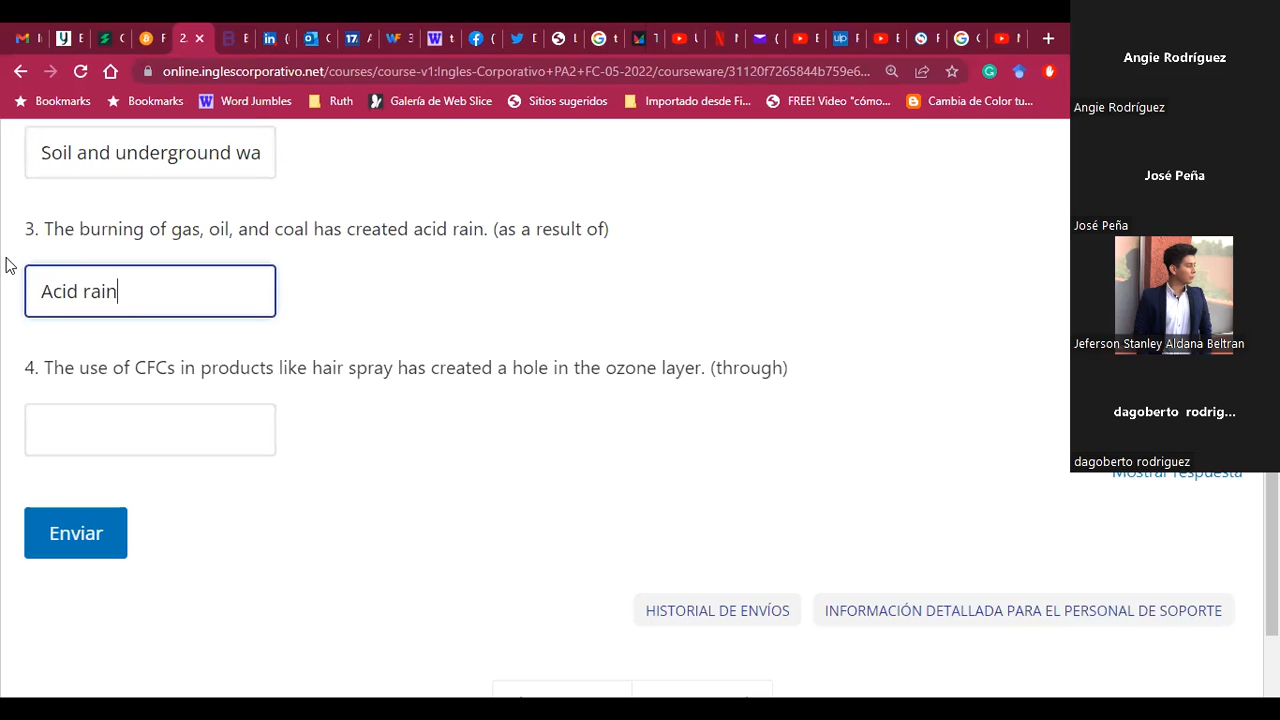 2.
(
17
3
online.inglescorporativo.net/courses/course-v1:Ingles-Corporativo+PA2+FC-05-2022/courseware/31120f7265844b759e6...
Bookmarks Bookmarks Word Jumbles Ruth Galería de Web Slice Sitios sugeridos Importado desde Fi... FREE! Video "cómo... Cambia de Color tu...
Soil and underground wa
3. The burning of gas, oil, and coal has created acid rain. (as a result of)
Acid rain
4. The use of CFCs in products like hair spray has created a hole in the ozone layer. (through)
Mostrar respuesta
Enviar
HISTORIAL DE ENVÍOS INFORMACIÓN DETALLADA PARA EL PERSONAL DE SOPORTE
Angie Rodríguez
Angie Rodríguez
José Peña
José Peña
Jeferson Stanley Aldana Beltran
dagoberto rodrig...
dagoberto rodriguez